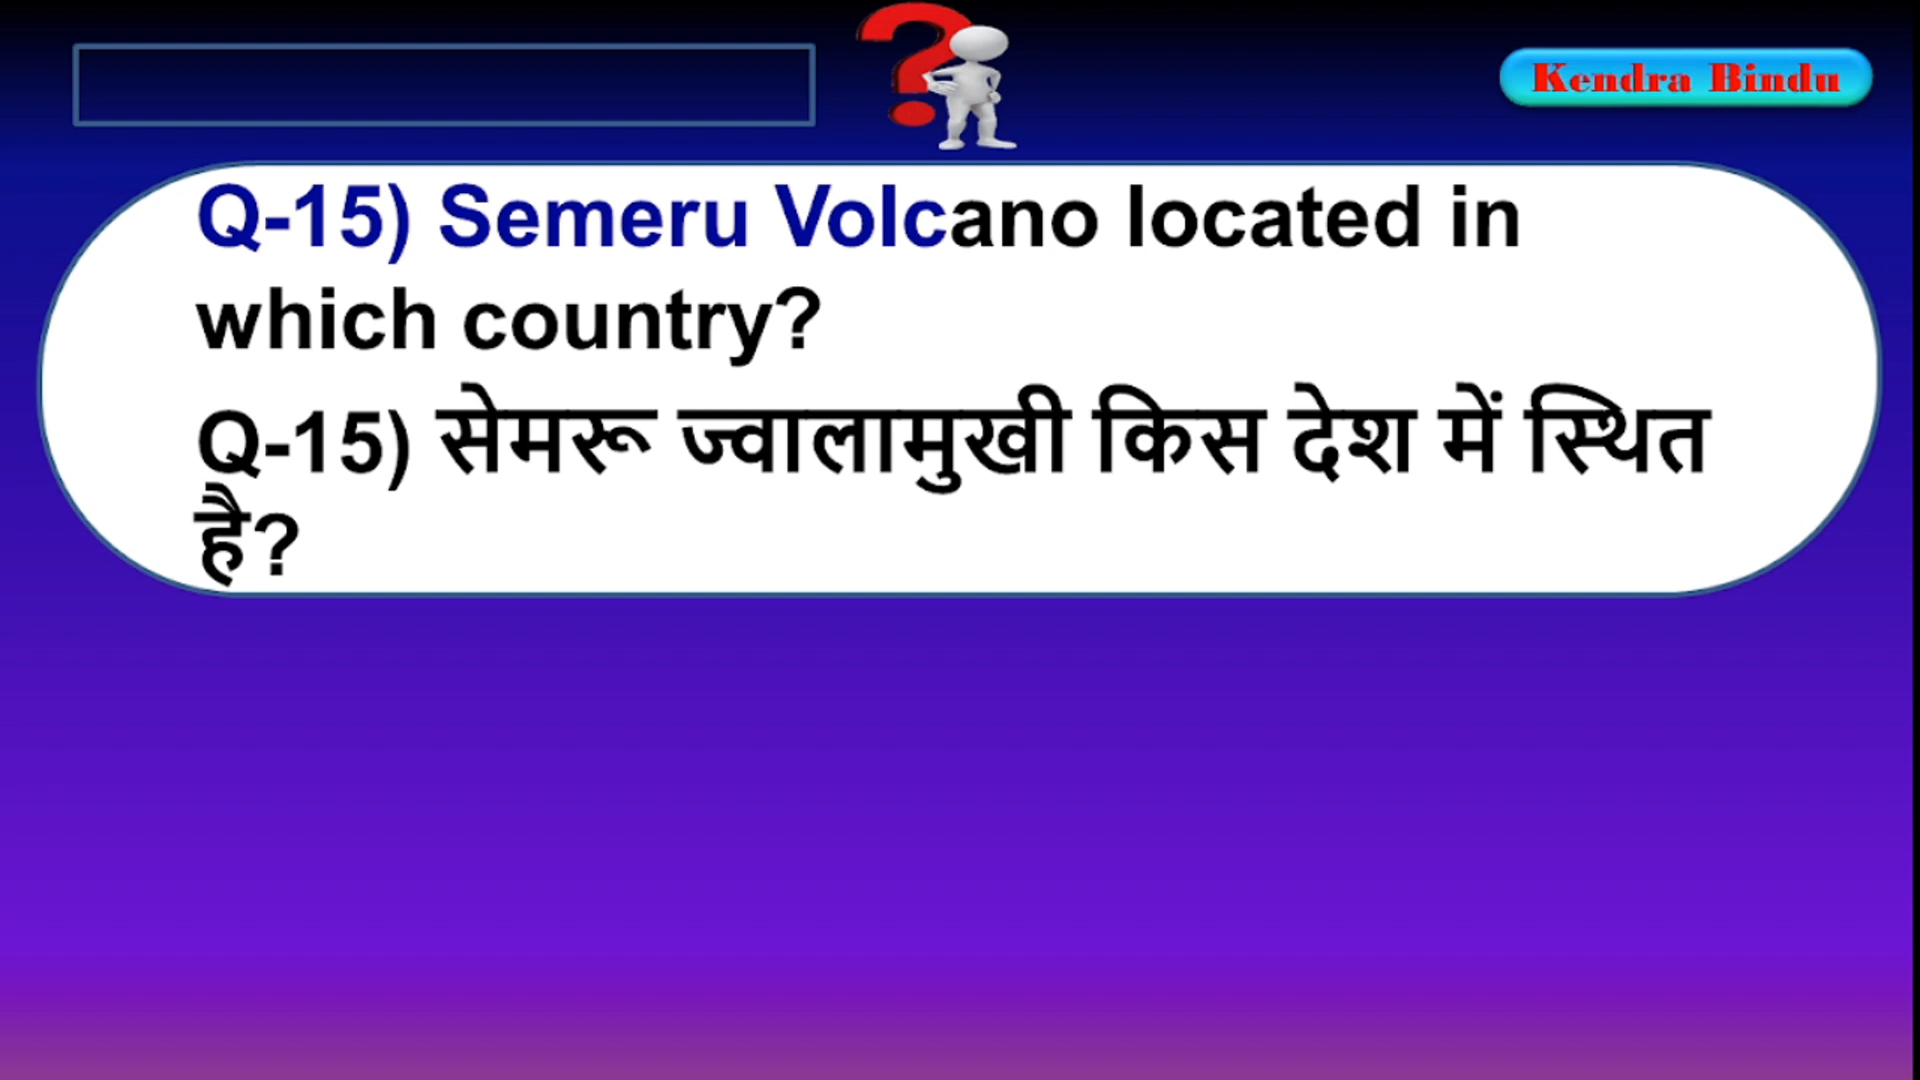 Kendra Bindu
Q-15) Semeru Volcano located in
which country?
Q-15) सेमरू ज्वालामुखी किस देश में स्थित
है?